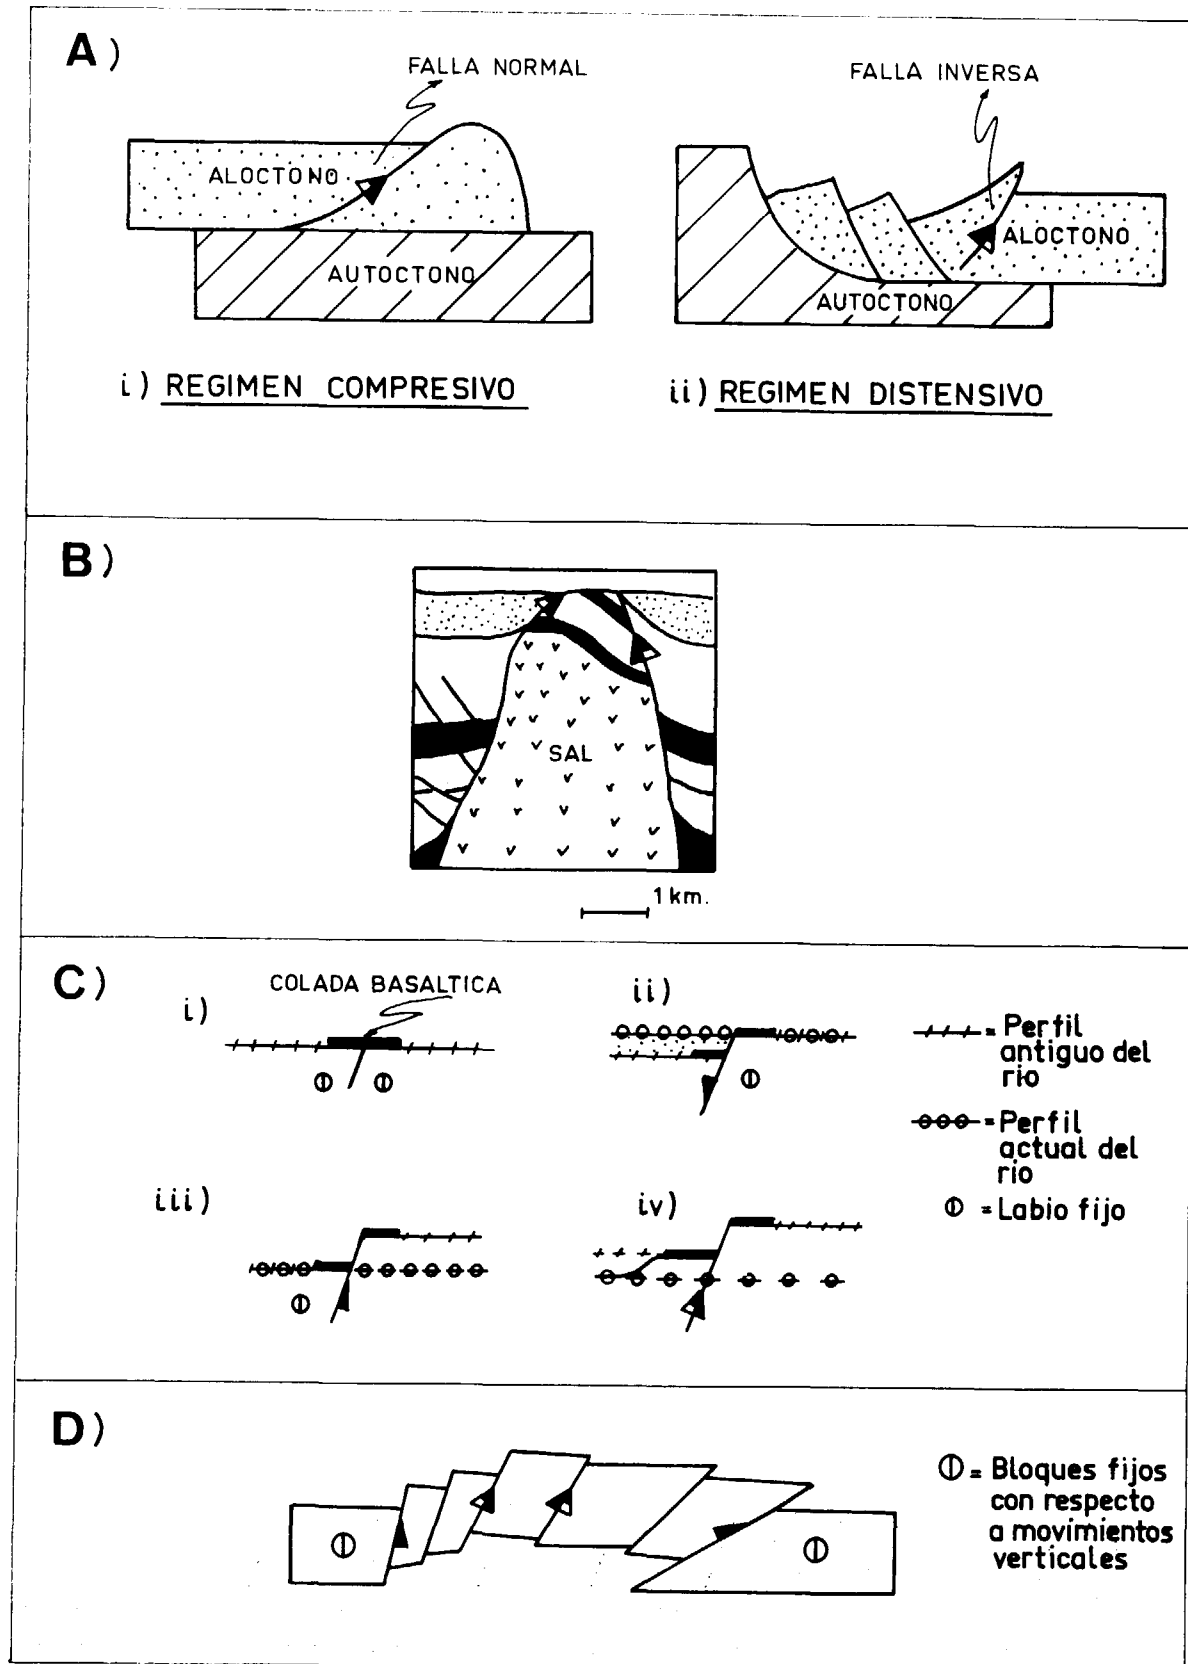 A)
FALLA NORMAL
FALLA INVERSA
ALOCTONO
AUTOCTONO
ALOCTONO
AUTOCTONO
i) REGIMEN COMPRESIVO
ii) REGIMEN DISTENSIVO
B)
SAL
1 km.
C)
i)
COLADA BASALTICA
ii)
iii)
iv)
= Perfil
antiguo del
rio
= Perfil
actual del
rio
= Labio fijo
D)
= Bloques fijos
con respecto
a movimientos
verticales